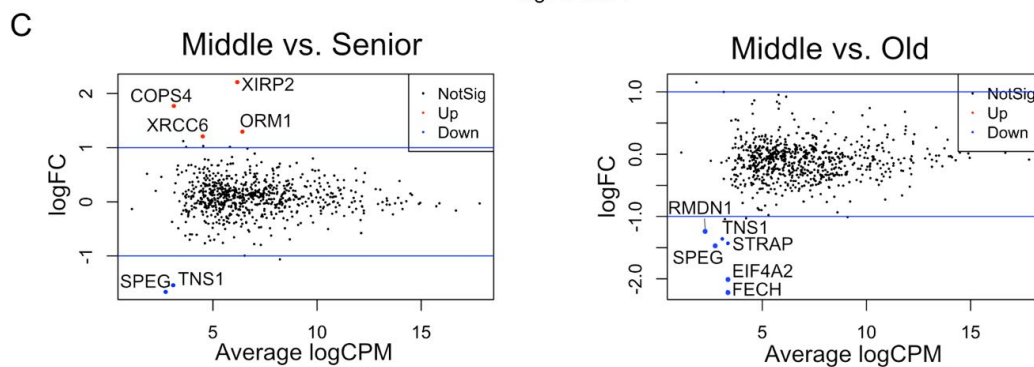 C
Middle vs. Senior
logFC
2
1
0
-1
COPS4
XIRP2
XRCC6
ORM1
SPEG
TNS1
NotSig
Up
Down
5
10
15
Average logCPM
Middle vs. Old
logFC
1.0
0.0
-1.0
-2.0
NotSig
Up
Down
RMDN1
TNS1
STRAP
SPEG
EIF4A2
FECH
5
10
15
Average logCPM